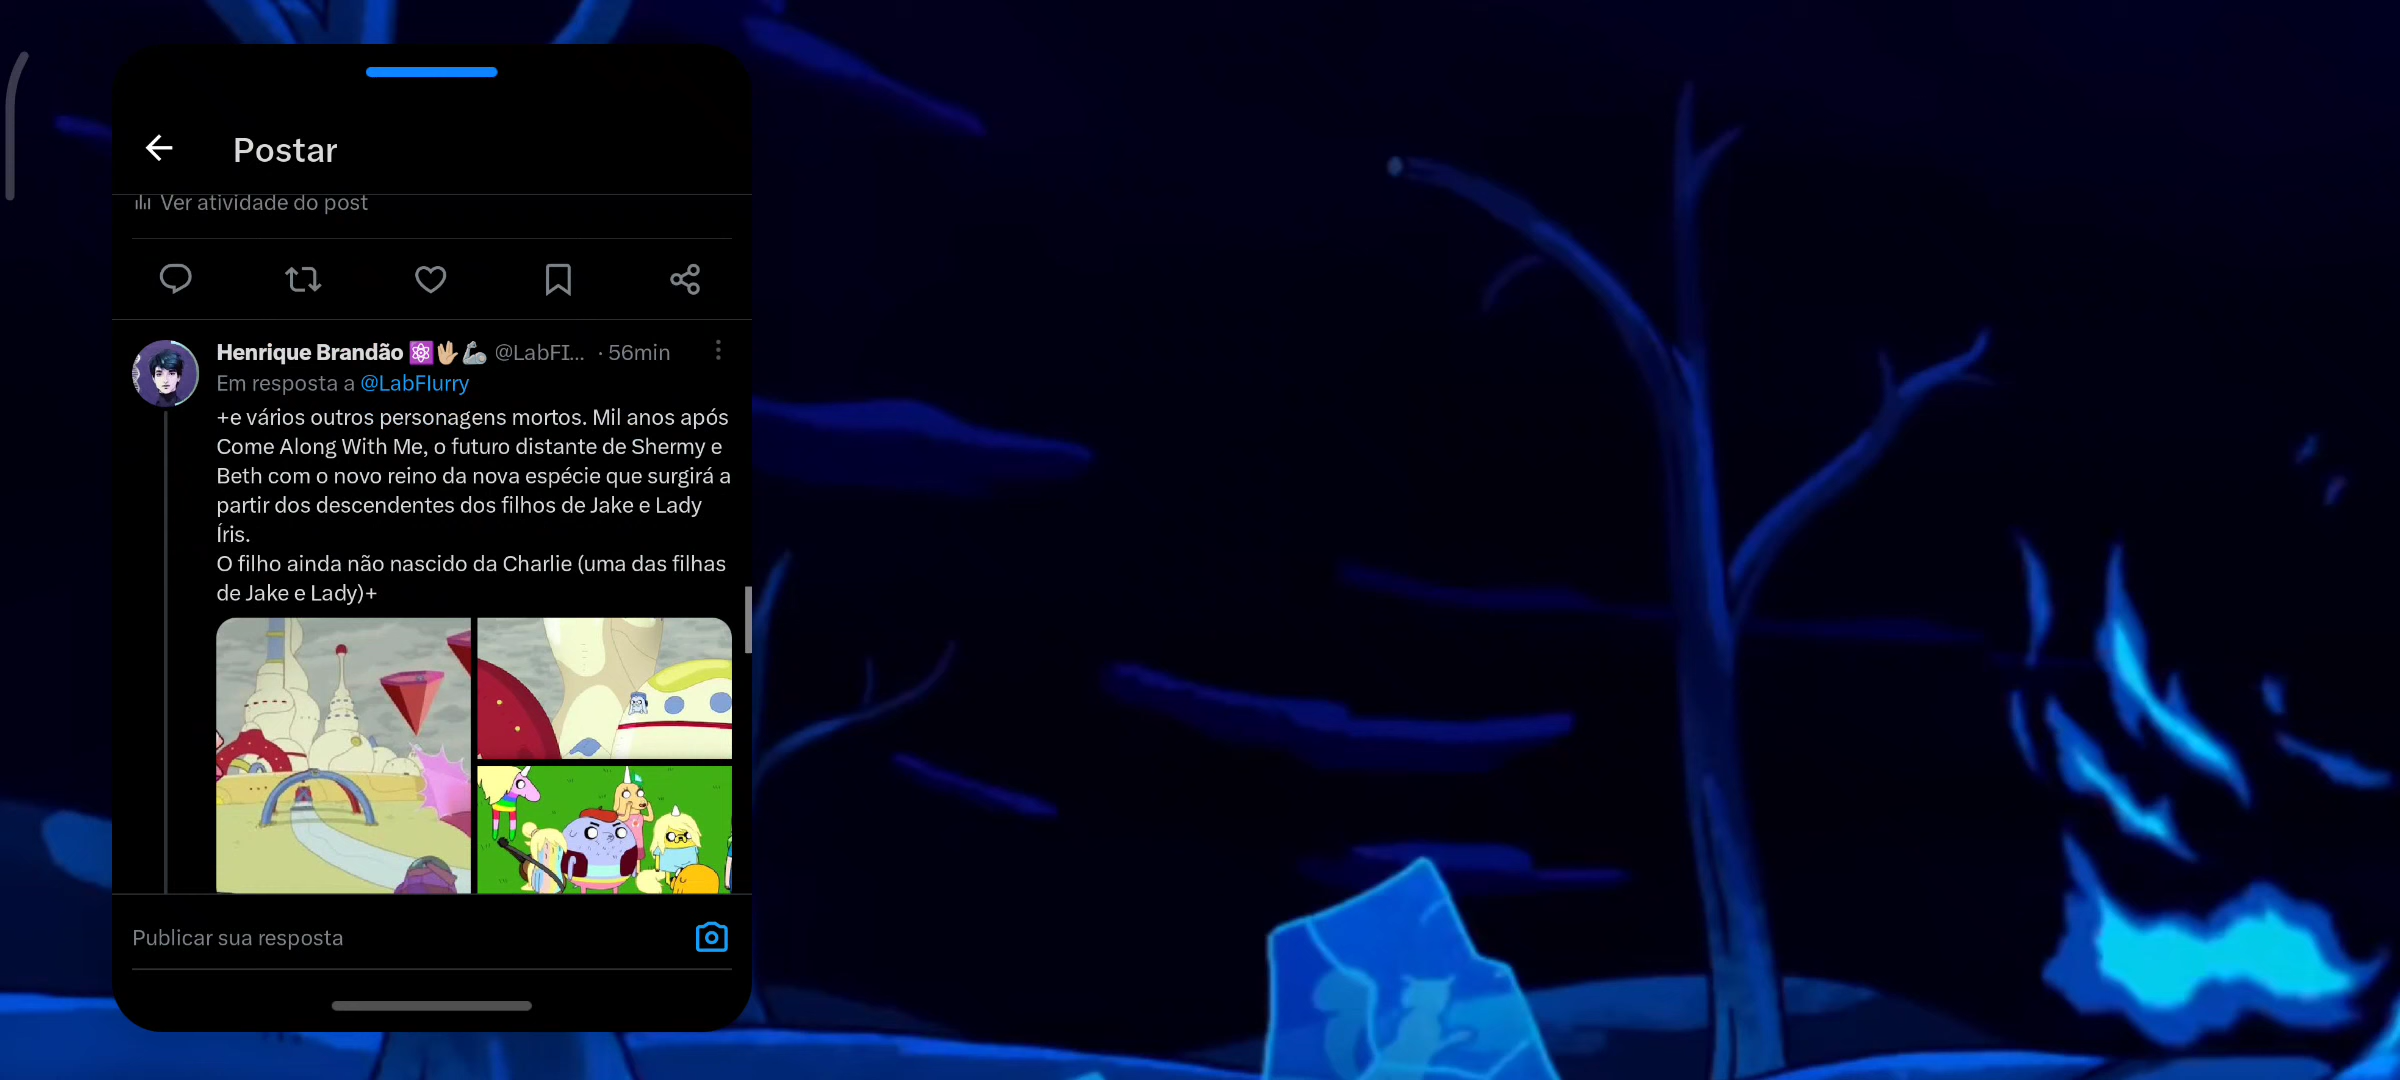 Postar
Ver atividade do post
Henrique Brandão ⚛️🖖🏼🦾 @LabFl... · 56min
Em resposta a @LabFlurry
+e vários outros personagens mortos. Mil anos após
Come Along With Me, o futuro distante de Shermy e
Beth com o novo reino da nova espécie que surgirá a
partir dos descendentes dos filhos de Jake e Lady
Íris.
O filho ainda não nascido da Charlie (uma das filhas
de Jake e Lady)+
Publicar sua resposta